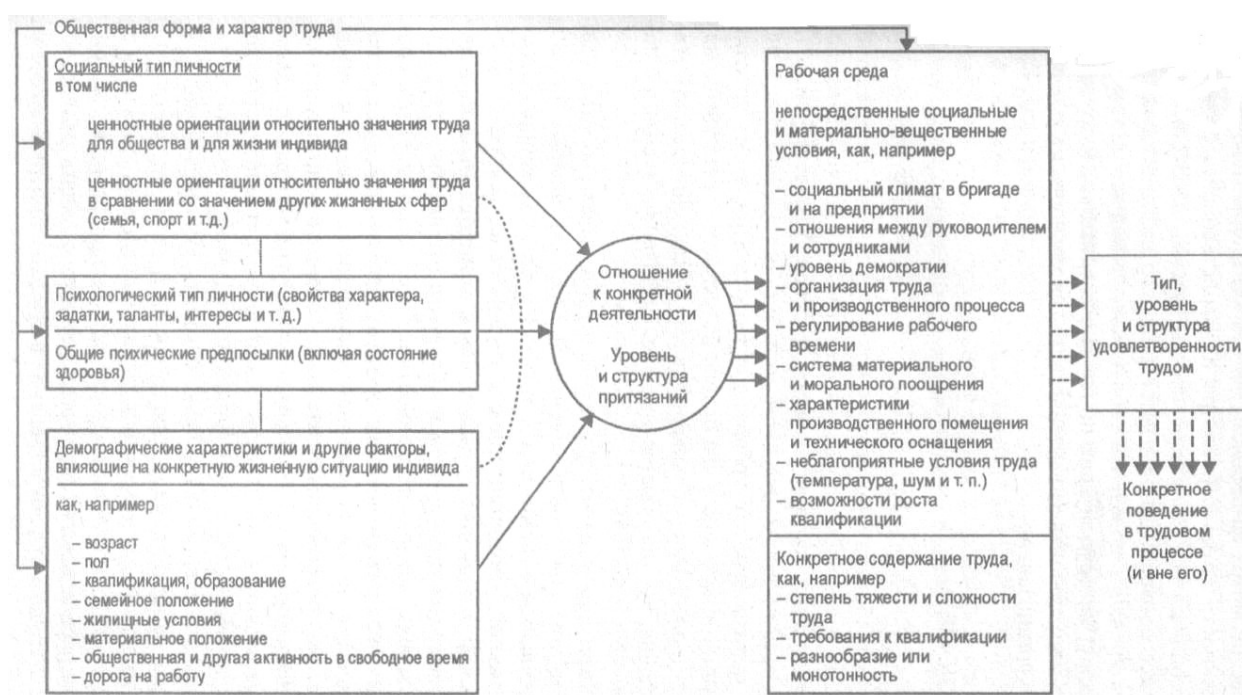 Общественная форма и характер труда
Социальный тип личности
в том числе
ценностные ориентации относительно значения труда
для общества и для жизни индивида
ценностные ориентации относительно значения труда
в сравнении со значением других жизненных сфер
(семья, спорт и т.д.)
Психологический тип личности (свойства характера,
задатки, таланты, интересы и т. д.)
Общие психические предпосылки (включая состояние
здоровья)
Демографические характеристики и другие факторы,
влияющие на конкретную жизненную ситуацию индивида
как, например
– возраст
– пол
– квалификация, образование
– семейное положение
– жилищные условия
– материальное положение
– общественная и другая активность в свободное время
– дорога на работу
Отношение
к конкретной
деятельности
Уровень
и структура
притязаний
Рабочая среда
непосредственные социальные
и материально-вещественные
условия, как, например
– социальный климат в бригаде
и на предприятии
– отношения между руководителем
и сотрудниками
– уровень демократии
– организация труда
и производственного процесса
– регулирование рабочего
времени
– система материального
и морального поощрения
– характеристики
производственного помещения
и технического оснащения
– неблагоприятные условия труда
(температура, шум и т. п.)
– возможности роста
квалификации
Конкретное содержание труда,
как, например
– степень тяжести и сложности
труда
– требования к квалификации
– разнообразие или
монотонность
Тип,
уровень
и структура
удовлетворенности
трудом
Конкретное
поведение
в трудовом
процессе
(и вне его)